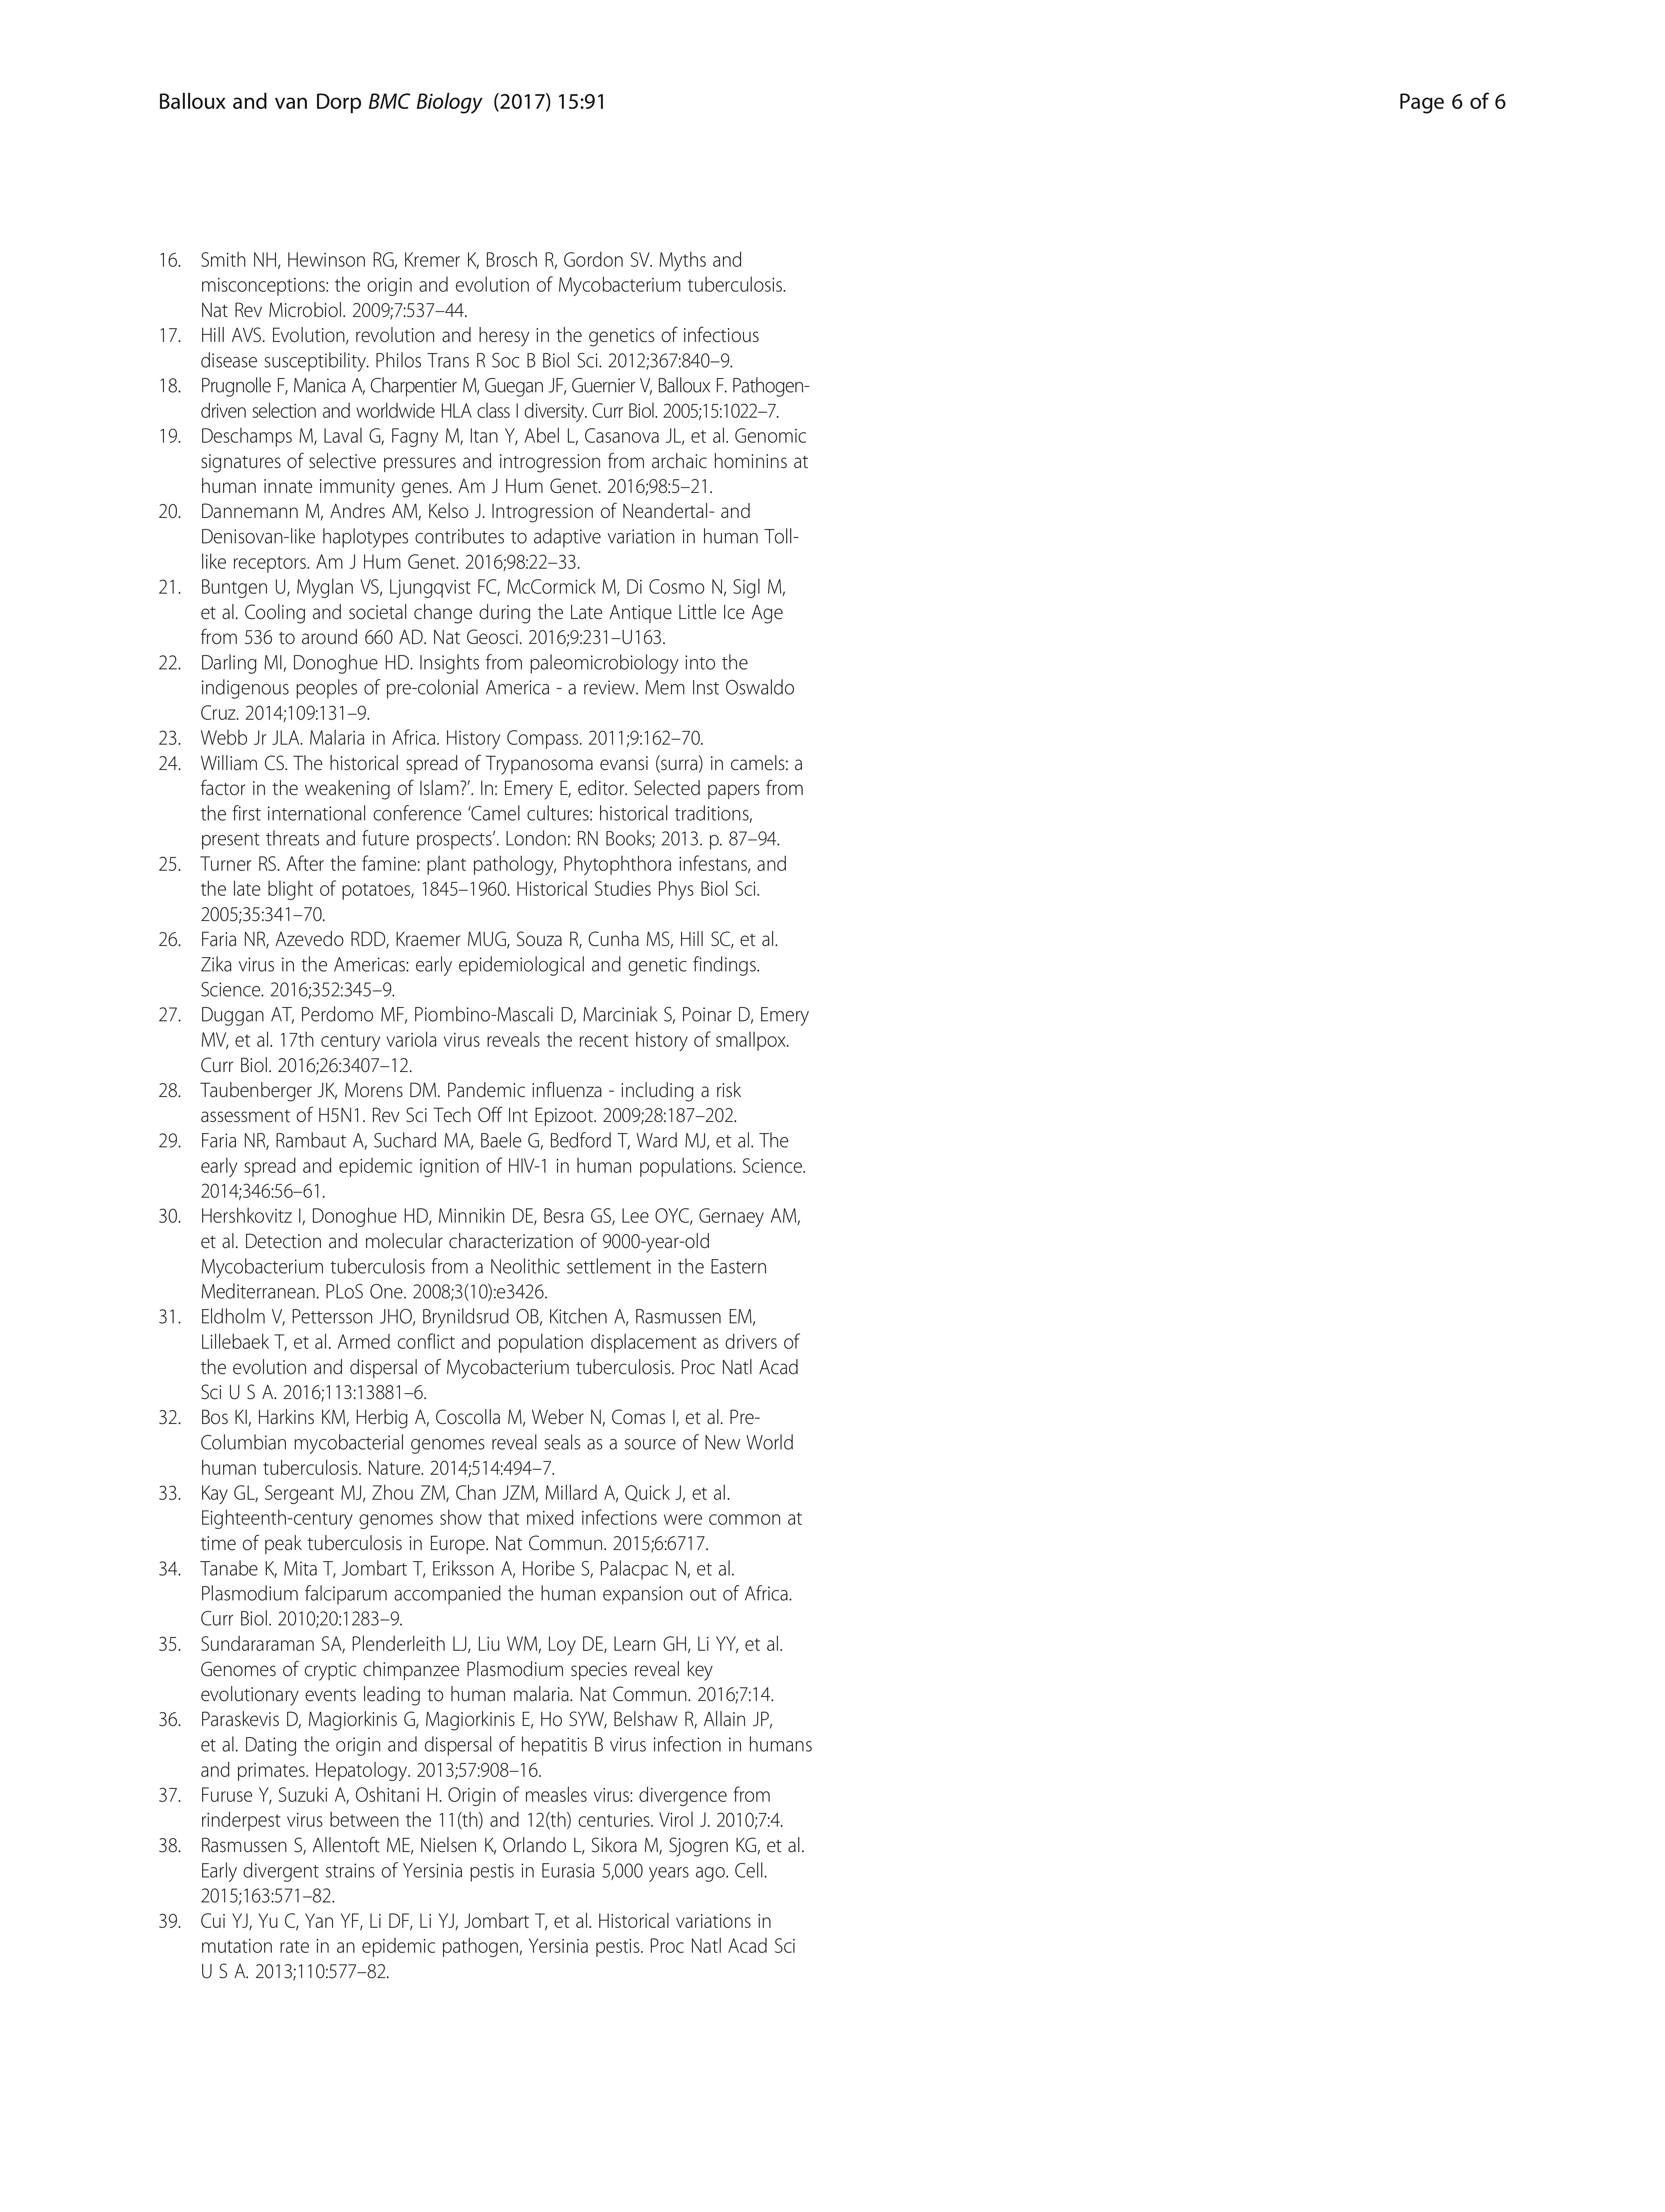 Balloux and van Dorp BMC Biology (2017) 15:91
Page 6 of 6
16. Smith NH, Hewinson RG, Kremer K, Brosch R, Gordon SV. Myths and
misconceptions: the origin and evolution of Mycobacterium tuberculosis.
Nat Rev Microbiol. 2009;7:537–44.
17. Hill AVS. Evolution, revolution and heresy in the genetics of infectious
disease susceptibility. Philos Trans R Soc B Biol Sci. 2012;367:840–9.
18. Prugnolle F, Manica A, Charpentier M, Guegan JF, Guernier V, Balloux F. Pathogen-
driven selection and worldwide HLA class I diversity. Curr Biol. 2005;15:1022–7.
19. Deschamps M, Laval G, Fagny M, Itan Y, Abel L, Casanova JL, et al. Genomic
signatures of selective pressures and introgression from archaic hominins at
human innate immunity genes. Am J Hum Genet. 2016;98:5–21.
20. Dannemann M, Andres AM, Kelso J. Introgression of Neandertal- and
Denisovan-like haplotypes contributes to adaptive variation in human Toll-
like receptors. Am J Hum Genet. 2016;98:22–33.
21. Buntgen U, Myglan VS, Ljungqvist FC, McCormick M, Di Cosmo N, Sigl M,
et al. Cooling and societal change during the Late Antique Little Ice Age
from 536 to around 660 AD. Nat Geosci. 2016;9:231–U163.
22. Darling MI, Donoghue HD. Insights from paleomicrobiology into the
indigenous peoples of pre-colonial America - a review. Mem Inst Oswaldo
Cruz. 2014;109:131–9.
23. Webb Jr JLA. Malaria in Africa. History Compass. 2011;9:162–70.
24. William CS. The historical spread of Trypanosoma evansi (surra) in camels: a
factor in the weakening of Islam?’. In: Emery E, editor. Selected papers from
the first international conference ‘Camel cultures: historical traditions,
present threats and future prospects’. London: RN Books; 2013. p. 87–94.
25. Turner RS. After the famine: plant pathology, Phytophthora infestans, and
the late blight of potatoes, 1845–1960. Historical Studies Phys Biol Sci.
2005;35:341–70.
26. Faria NR, Azevedo RDD, Kraemer MUG, Souza R, Cunha MS, Hill SC, et al.
Zika virus in the Americas: early epidemiological and genetic findings.
Science. 2016;352:345–9.
27. Duggan AT, Perdomo MF, Piombino-Mascali D, Marciniak S, Poinar D, Emery
MV, et al. 17th century variola virus reveals the recent history of smallpox.
Curr Biol. 2016;26:3407–12.
28. Taubenberger JK, Morens DM. Pandemic influenza - including a risk
assessment of H5N1. Rev Sci Tech Off Int Epizoot. 2009;28:187–202.
29. Faria NR, Rambaut A, Suchard MA, Baele G, Bedford T, Ward MJ, et al. The
early spread and epidemic ignition of HIV-1 in human populations. Science.
2014;346:56–61.
30. Hershkovitz I, Donoghue HD, Minnikin DE, Besra GS, Lee OYC, Gernaey AM,
et al. Detection and molecular characterization of 9000-year-old
Mycobacterium tuberculosis from a Neolithic settlement in the Eastern
Mediterranean. PLoS One. 2008;3(10):e3426.
31. Eldholm V, Pettersson JHO, Brynildsrud OB, Kitchen A, Rasmussen EM,
Lillebaek T, et al. Armed conflict and population displacement as drivers of
the evolution and dispersal of Mycobacterium tuberculosis. Proc Natl Acad
Sci U S A. 2016;113:13881–6.
32. Bos KI, Harkins KM, Herbig A, Coscolla M, Weber N, Comas I, et al. Pre-
Columbian mycobacterial genomes reveal seals as a source of New World
human tuberculosis. Nature. 2014;514:494–7.
33. Kay GL, Sergeant MJ, Zhou ZM, Chan JZM, Millard A, Quick J, et al.
Eighteenth-century genomes show that mixed infections were common at
time of peak tuberculosis in Europe. Nat Commun. 2015;6:6717.
34. Tanabe K, Mita T, Jombart T, Eriksson A, Horibe S, Palacpac N, et al.
Plasmodium falciparum accompanied the human expansion out of Africa.
Curr Biol. 2010;20:1283–9.
35. Sundararaman SA, Plenderleith LJ, Liu WM, Loy DE, Learn GH, Li YY, et al.
Genomes of cryptic chimpanzee Plasmodium species reveal key
evolutionary events leading to human malaria. Nat Commun. 2016;7:14.
36. Paraskevis D, Magiorkinis G, Magiorkinis E, Ho SYW, Belshaw R, Allain JP,
et al. Dating the origin and dispersal of hepatitis B virus infection in humans
and primates. Hepatology. 2013;57:908–16.
37. Furuse Y, Suzuki A, Oshitani H. Origin of measles virus: divergence from
rinderpest virus between the 11(th) and 12(th) centuries. Virol J. 2010;7:4.
38. Rasmussen S, Allentoft ME, Nielsen K, Orlando L, Sikora M, Sjogren KG, et al.
Early divergent strains of Yersinia pestis in Eurasia 5,000 years ago. Cell.
2015;163:571–82.
39. Cui YJ, Yu C, Yan YF, Li DF, Li YJ, Jombart T, et al. Historical variations in
mutation rate in an epidemic pathogen, Yersinia pestis. Proc Natl Acad Sci
U S A. 2013;110:577–82.